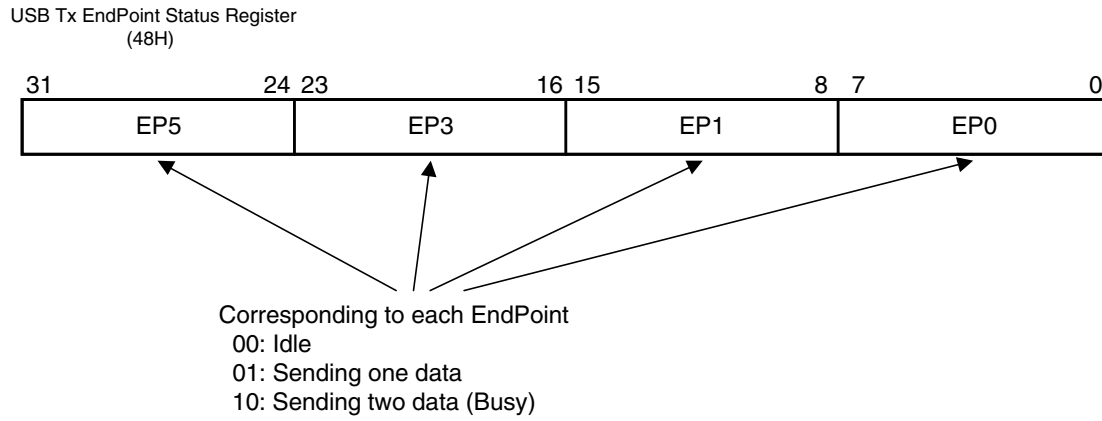 USB Tx EndPoint Status Register
(48H)
31 24 23 16 15 8 7 0
EP5 EP3 EP1 EP0
Corresponding to each EndPoint
00: Idle
01: Sending one data
10: Sending two data (Busy)